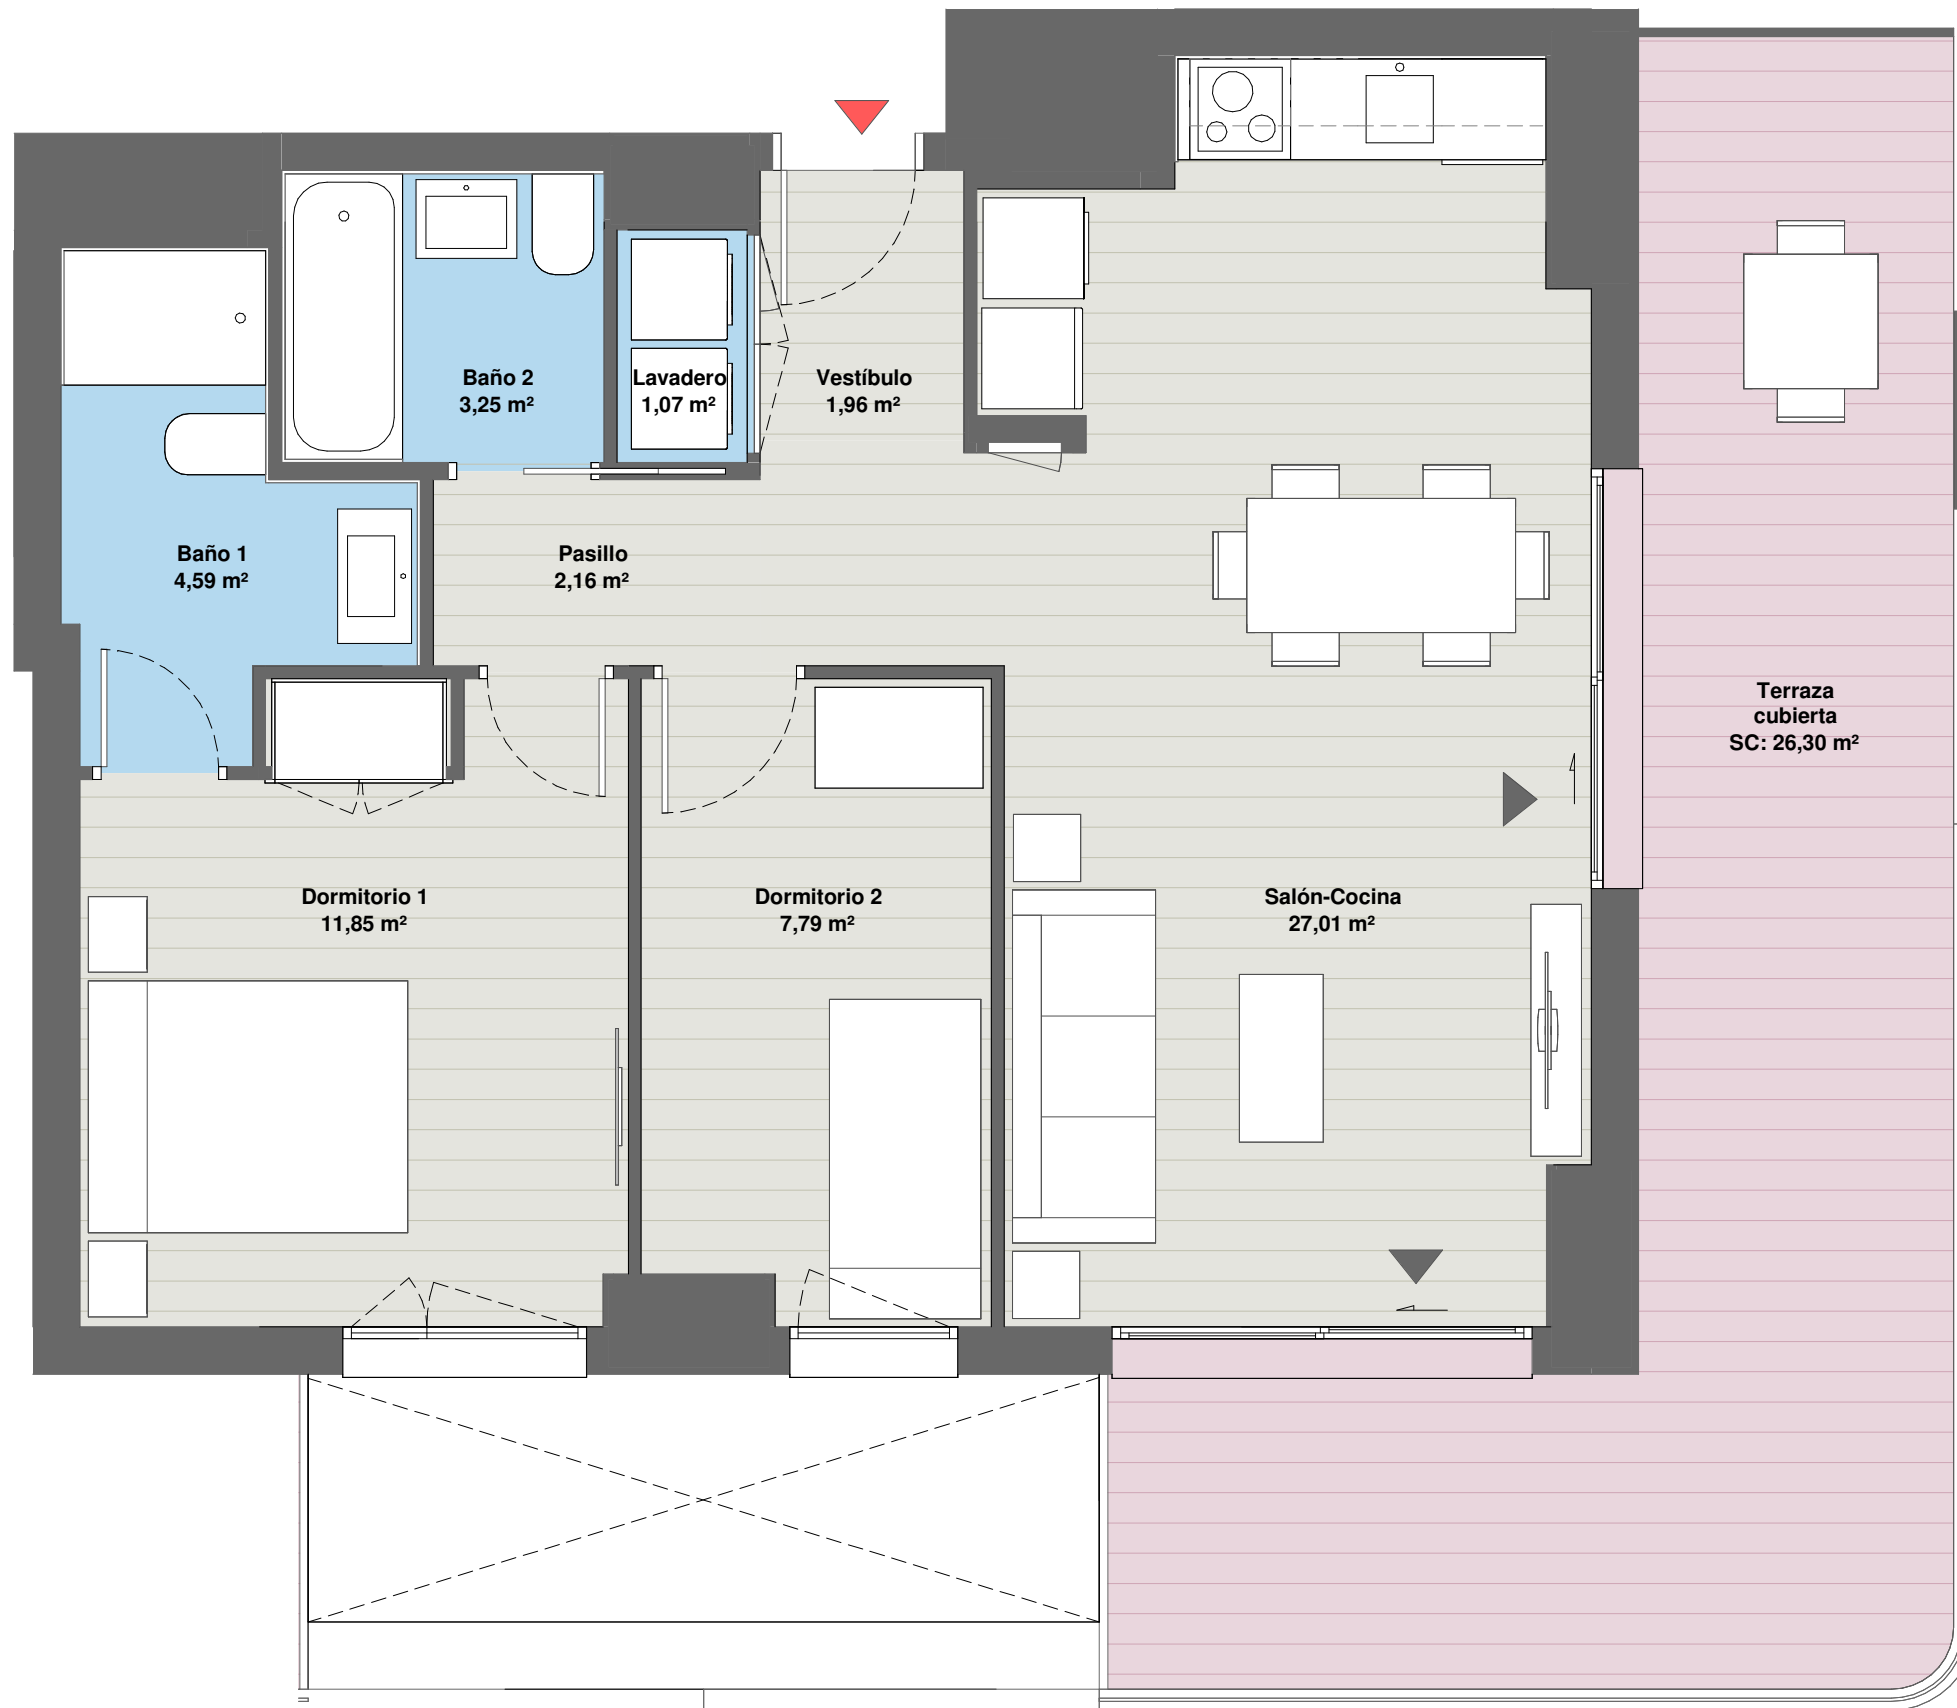 Baño 2
3,25 m²
Lavadero
1,07 m²
Vestíbulo
1,96 m²
Baño 1
4,59 m²
Pasillo
2,16 m²
Terraza
cubierta
SC: 26,30 m²
Dormitorio 1
11,85 m²
Dormitorio 2
7,79 m²
Salón-Cocina
27,01 m²